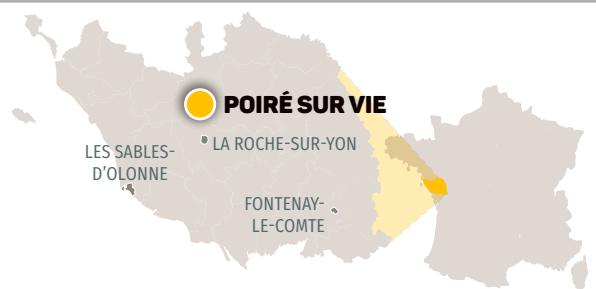 POIRÉ SUR VIE
LA ROCHE-SUR-YON
LES SABLES-
D'OLONNE
FONTENAY-
LE-COMTE